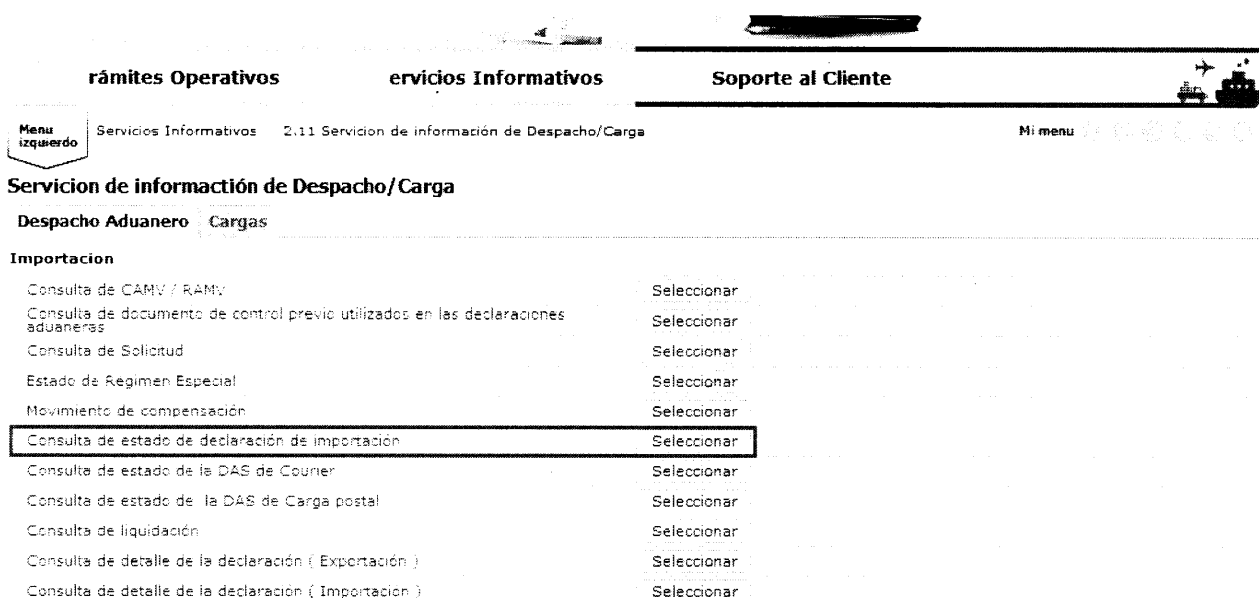 rámites Operativos ervicios Informativos Soporte al Cliente
Menu
izquierdo
Servicios Informativos 2.11 Servicion de información de Despacho/Carga Mi menu
Servicion de informactión de Despacho/Carga
Despacho Aduanero Cargas
Importacion
Consulta de CAMV / RAMV Seleccionar
Consulta de documento de control previo utilizados en las declaraciones
aduaneras Seleccionar
Consulta de Solicitud Seleccionar
Estado de Regimen Especial Seleccionar
Movimiento de compensación Seleccionar
Consulta de estado de declaración de importación Seleccionar
Consulta de estado de la DAS de Courier Seleccionar
Consulta de estado de la DAS de Carga postal Seleccionar
Consulta de liquidación Seleccionar
Consulta de detalle de la declaración ( Exportación ) Seleccionar
Consulta de detalle de la declaración ( Importacion ) Seleccionar